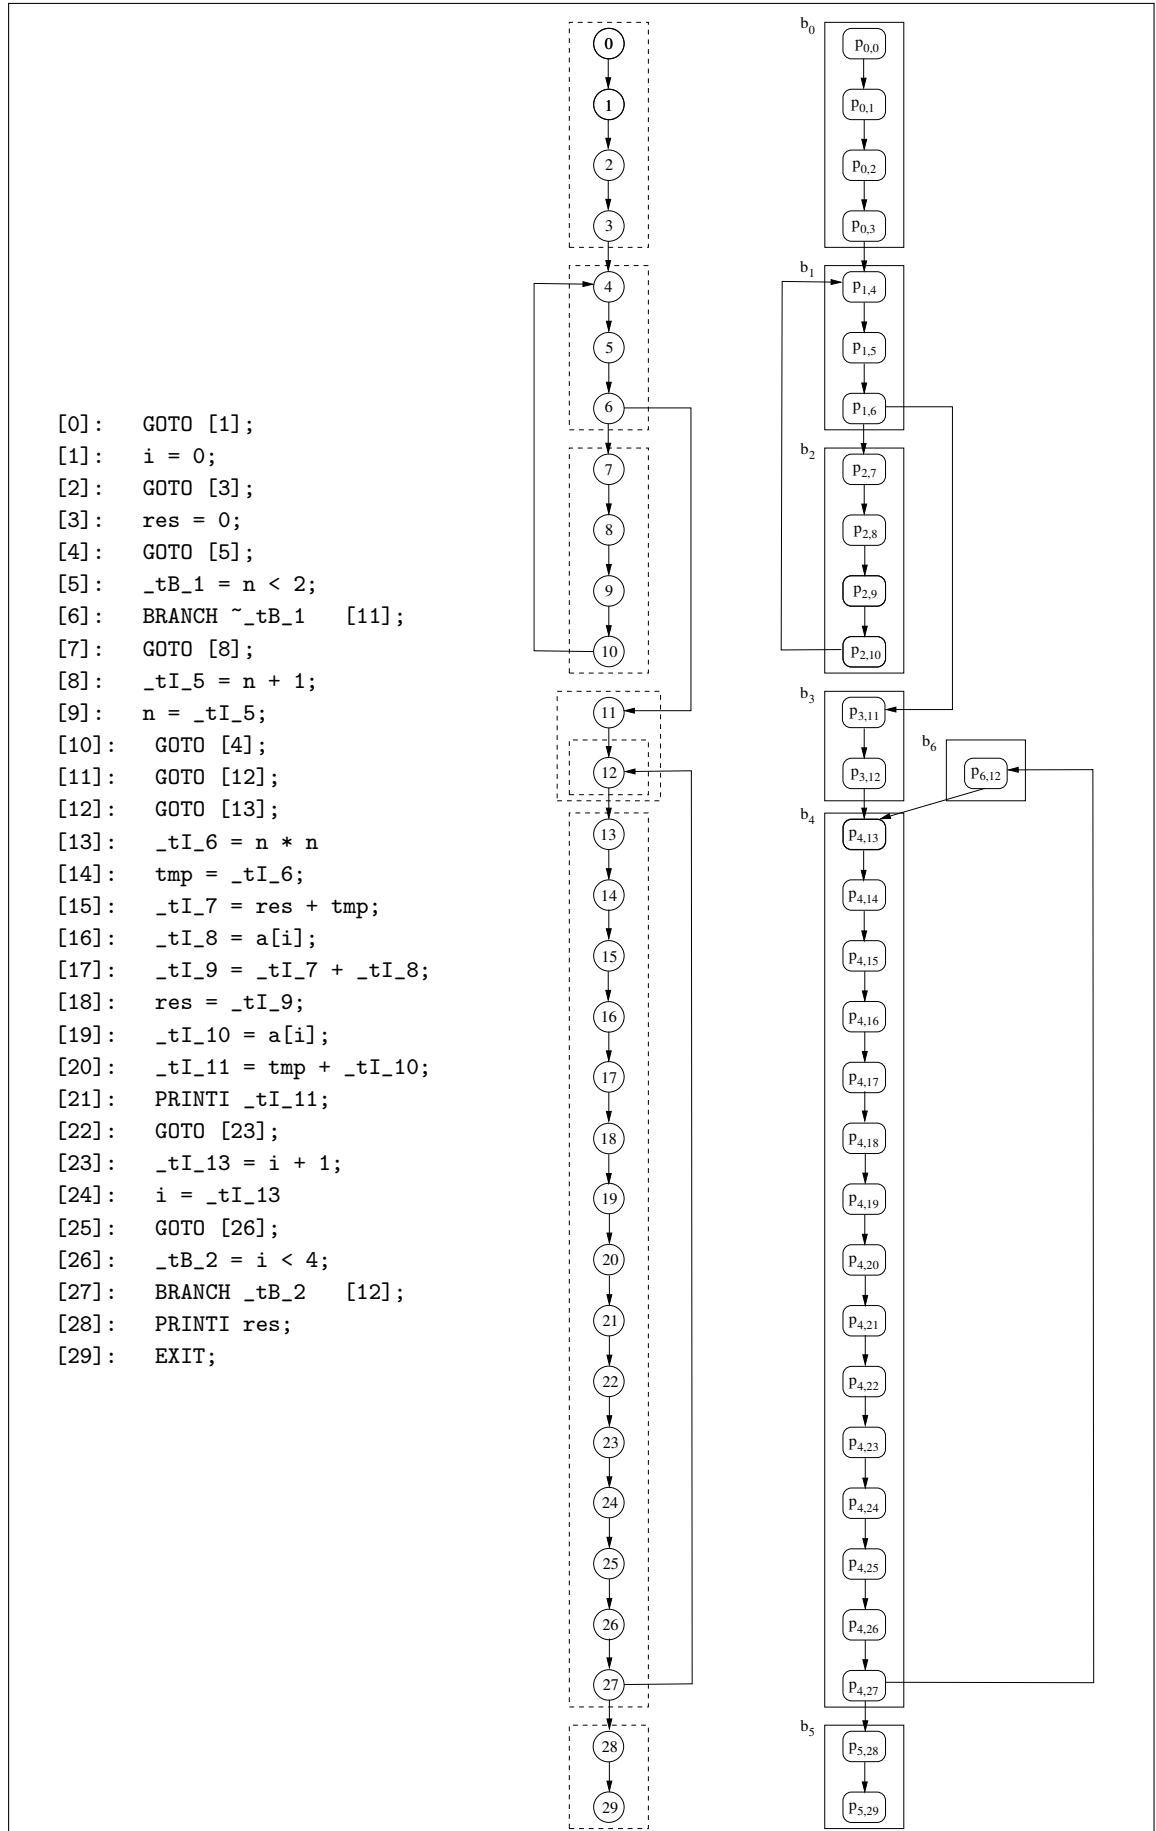 [0]: GOTO [1];
[1]: i = 0;
[2]: GOTO [3];
[3]: res = 0;
[4]: GOTO [5];
[5]: _tB_1 = n < 2;
[6]: BRANCH ~_tB_1 [11];
[7]: GOTO [8];
[8]: _tI_5 = n + 1;
[9]: n = _tI_5;
[10]: GOTO [4];
[11]: GOTO [12];
[12]: GOTO [13];
[13]: _tI_6 = n * n
[14]: tmp = _tI_6;
[15]: _tI_7 = res + tmp;
[16]: _tI_8 = a[i];
[17]: _tI_9 = _tI_7 + _tI_8;
[18]: res = _tI_9;
[19]: _tI_10 = a[i];
[20]: _tI_11 = tmp + _tI_10;
[21]: PRINTI _tI_11;
[22]: GOTO [23];
[23]: _tI_13 = i + 1;
[24]: i = _tI_13
[25]: GOTO [26];
[26]: _tB_2 = i < 4;
[27]: BRANCH _tB_2 [12];
[28]: PRINTI res;
[29]: EXIT;
0
1
2
3
4
5
6
7
8
9
10
11
12
13
14
15
16
17
18
19
20
21
22
23
24
25
26
27
28
29
b0
p0,0
p0,1
p0,2
p0,3
b1
p1,4
p1,5
p1,6
b2
p2,7
p2,8
p2,9
p2,10
b3
p3,11
p3,12
b6
p6,12
b4
p4,13
p4,14
p4,15
p4,16
p4,17
p4,18
p4,19
p4,20
p4,21
p4,22
p4,23
p4,24
p4,25
p4,26
p4,27
b5
p5,28
p5,29